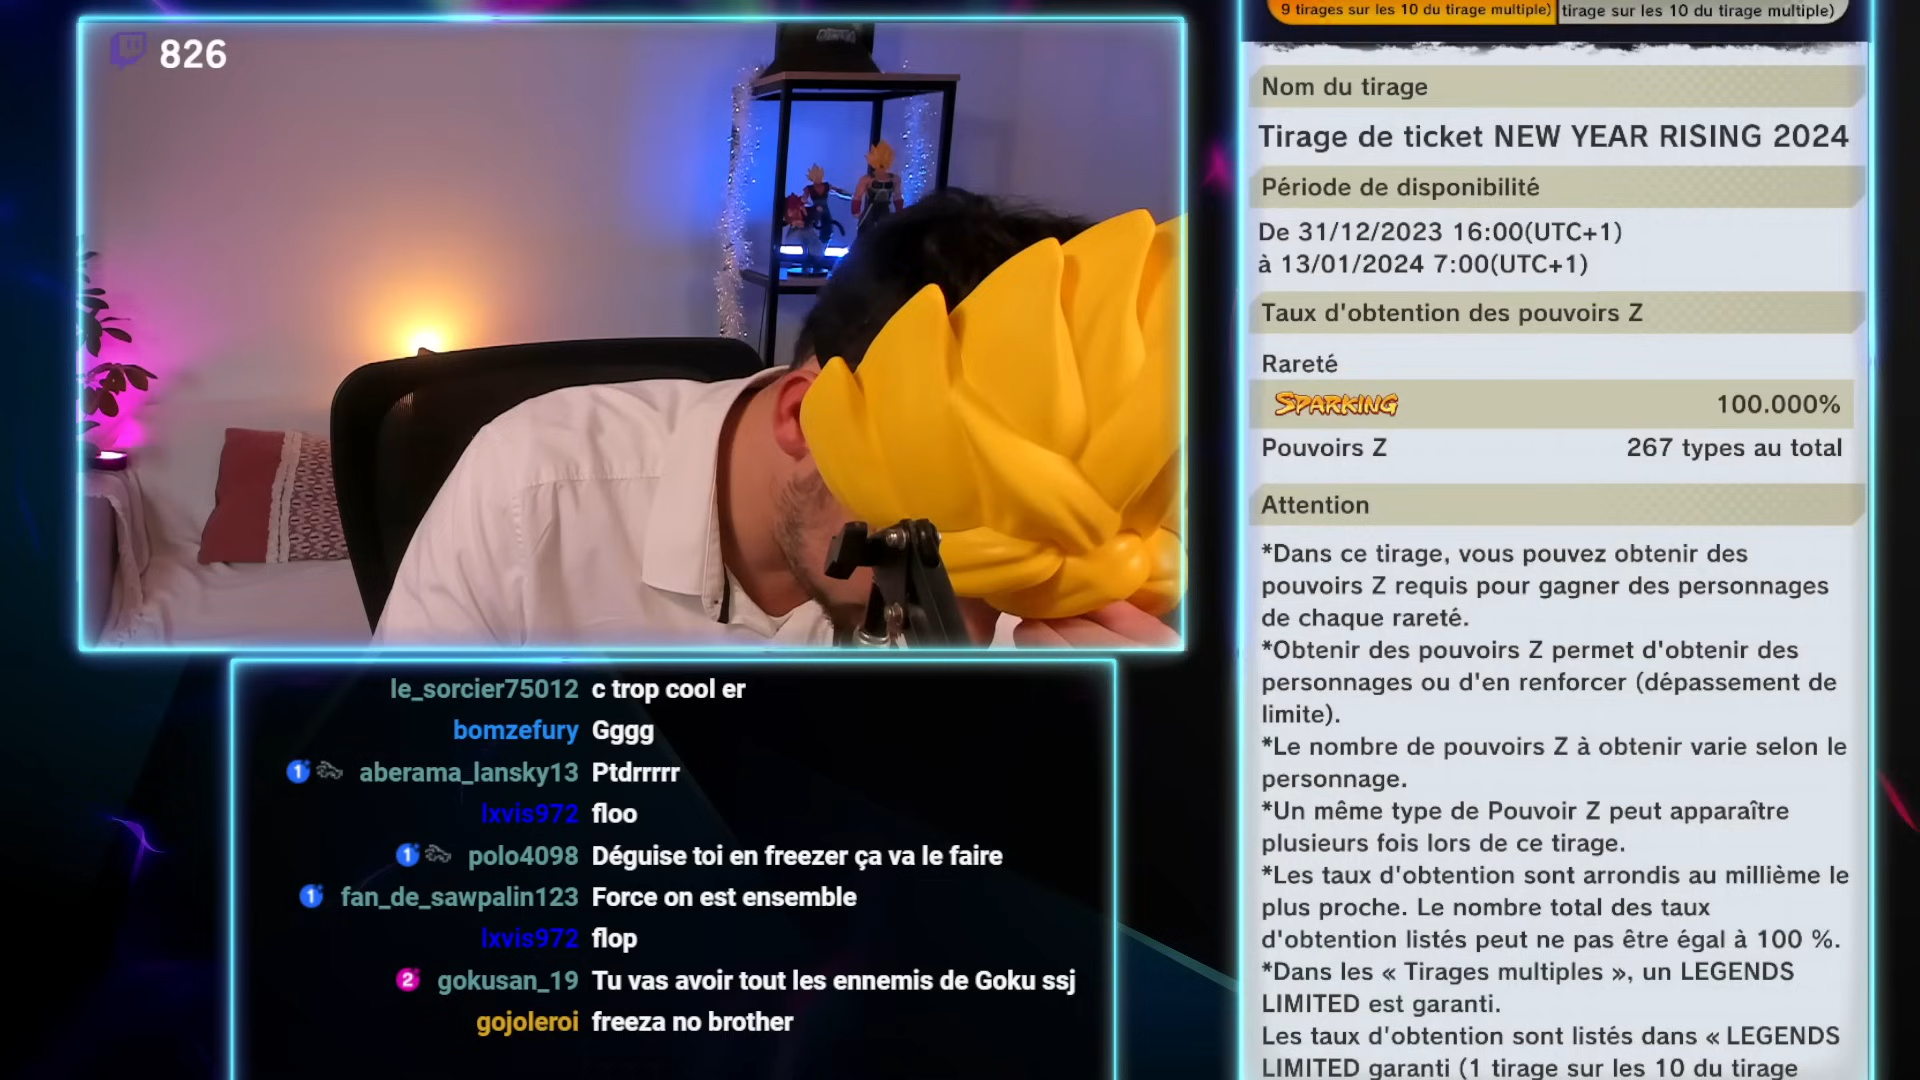 826
le_sorcier75012 c trop cool er
bomzefury Gggg
1 aberama_lansky13 Ptdrrrrr
lxvis972 floo
1 polo4098 Déguise toi en freezer ça va le faire
1 fan_de_sawpalin123 Force on est ensemble
lxvis972 flop
2 gokusan_19 Tu vas avoir tout les ennemis de Goku ssj
gojoleroi freeza no brother
9 tirages sur les 10 du tirage multiple)
tirage sur les 10 du tirage multiple)
Nom du tirage
Tirage de ticket NEW YEAR RISING 2024
Période de disponibilité
De 31/12/2023 16:00(UTC+1)
à 13/01/2024 7:00(UTC+1)
Taux d'obtention des pouvoirs Z
Rareté
SPARKING 100.000%
Pouvoirs Z 267 types au total
Attention
*Dans ce tirage, vous pouvez obtenir des
pouvoirs Z requis pour gagner des personnages
de chaque rareté.
*Obtenir des pouvoirs Z permet d'obtenir des
personnages ou d'en renforcer (dépassement de
limite).
*Le nombre de pouvoirs Z à obtenir varie selon le
personnage.
*Un même type de Pouvoir Z peut apparaître
plusieurs fois lors de ce tirage.
*Les taux d'obtention sont arrondis au millième le
plus proche. Le nombre total des taux
d'obtention listés peut ne pas être égal à 100 %.
*Dans les « Tirages multiples », un LEGENDS
LIMITED est garanti.
Les taux d'obtention sont listés dans « LEGENDS
LIMITED garanti (1 tirage sur les 10 du tirage